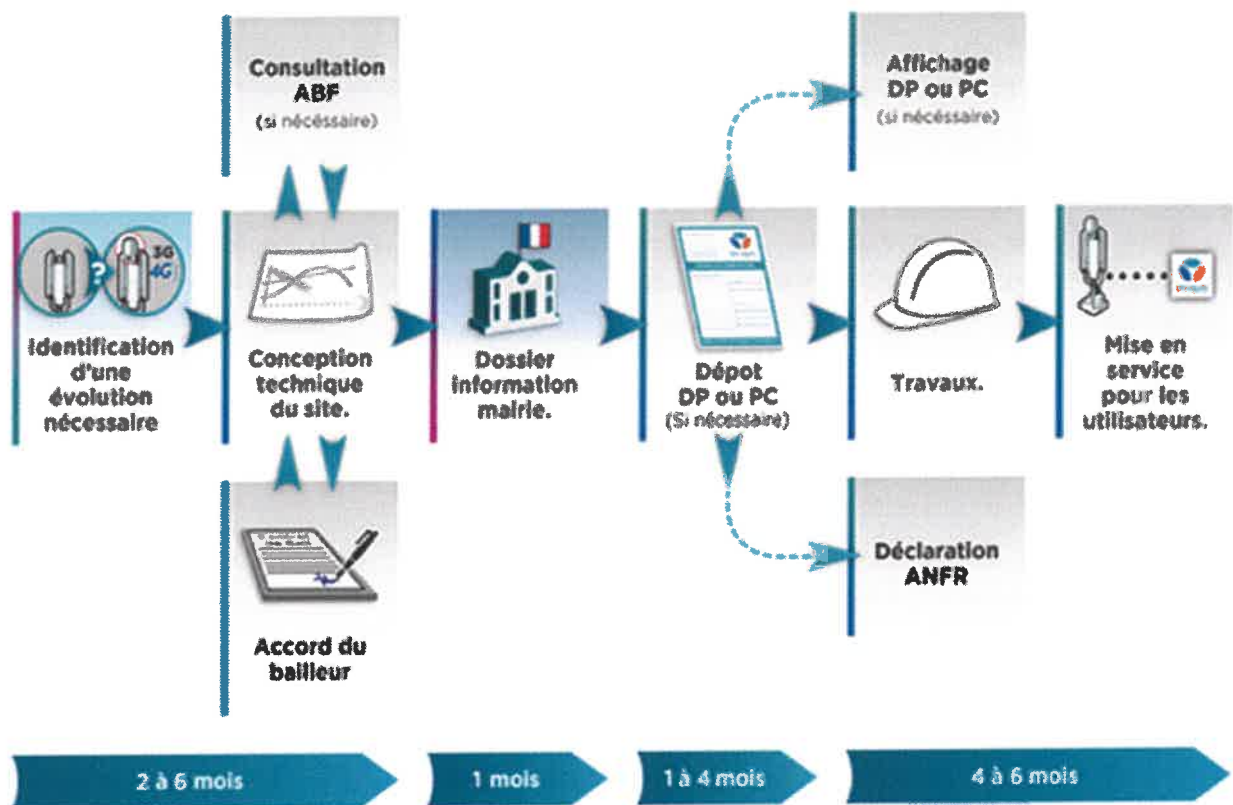 Consultation
ABF
(si nécéssaire)
Affichage
DP ou PC
(si nécéssaire)
3G
4G
?
Identification
d'une
évolution
nécessaire
Conception
technique
du site.
Dossier
information
mairie.
Dépot
DP ou PC
(Si nécessaire)
Travaux.
Mise en
service
pour les
utilisateurs.
Accord du
bailleur
Déclaration
ANFR
2 à 6 mois
1 mois
1 à 4 mois
4 à 6 mois